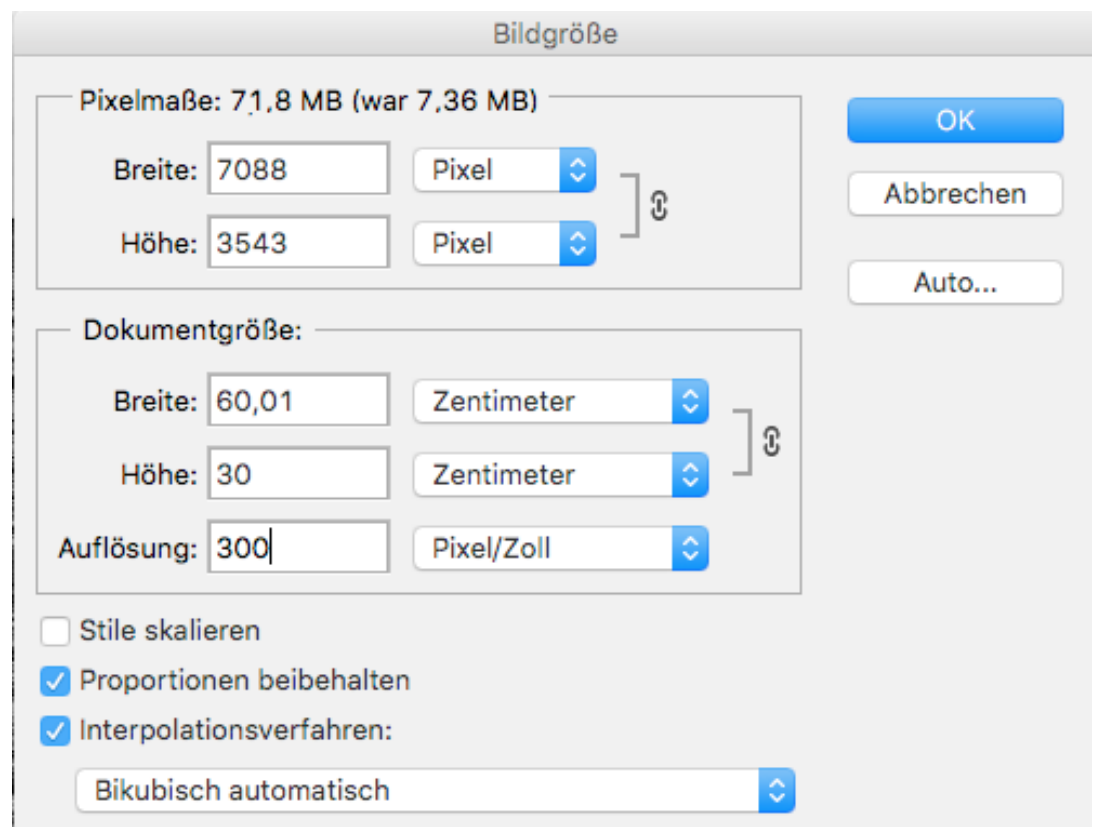 Bildgröße
Pixelmaße: 71,8 MB (war 7,36 MB)
Breite: 7088 Pixel
Höhe: 3543 Pixel
OK
Abbrechen
Auto...
Dokumentgröße:
Breite: 60,01 Zentimeter
Höhe: 30 Zentimeter
Auflösung: 300 Pixel/Zoll
Stile skalieren
Proportionen beibehalten
Interpolationsverfahren:
Bikubisch automatisch